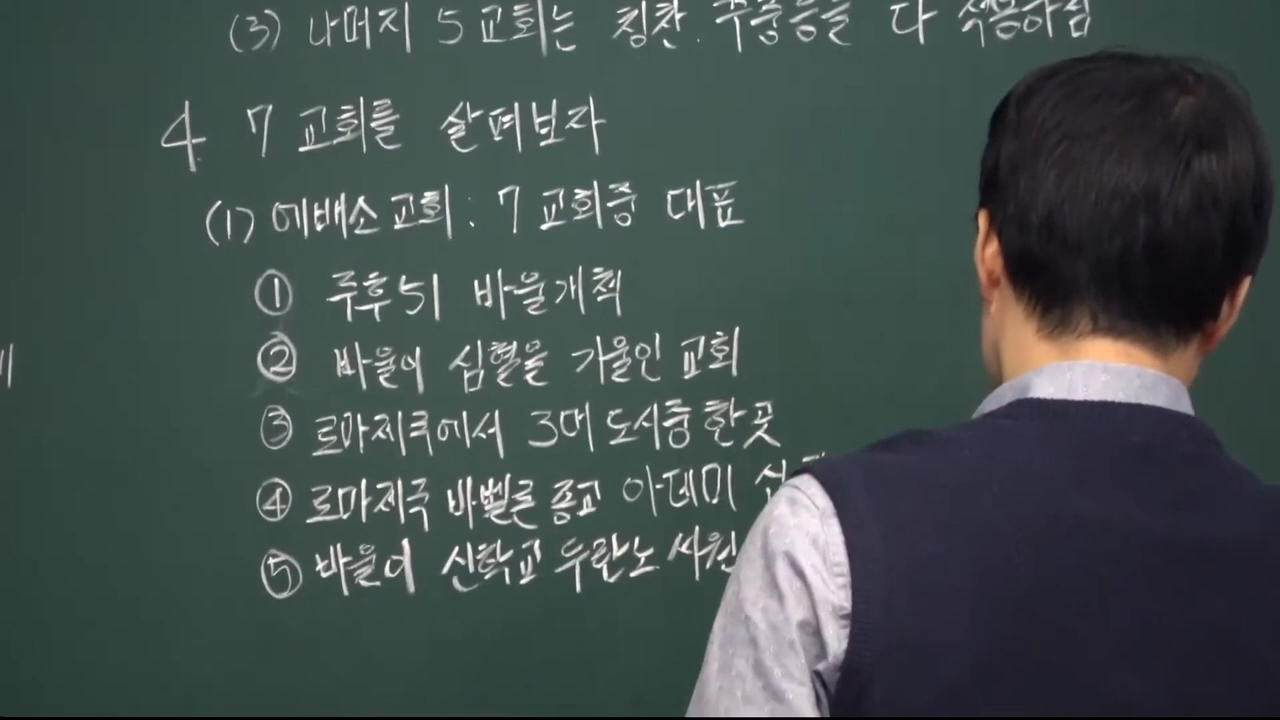 (3) 나머지 5교회는 칭찬. 꾸중등을 다 적용하심
4 7교회를 살펴보자
(1) 에베소교회: 7교회중 대표
① 주후51 바울개척
② 바울이 심혈을 기울인 교회
③ 로마제국에서 3대 도시중 한곳
④ 로마제국 바벨론 종교 아데미
⑤ 바울이 신학교 두란노 서원